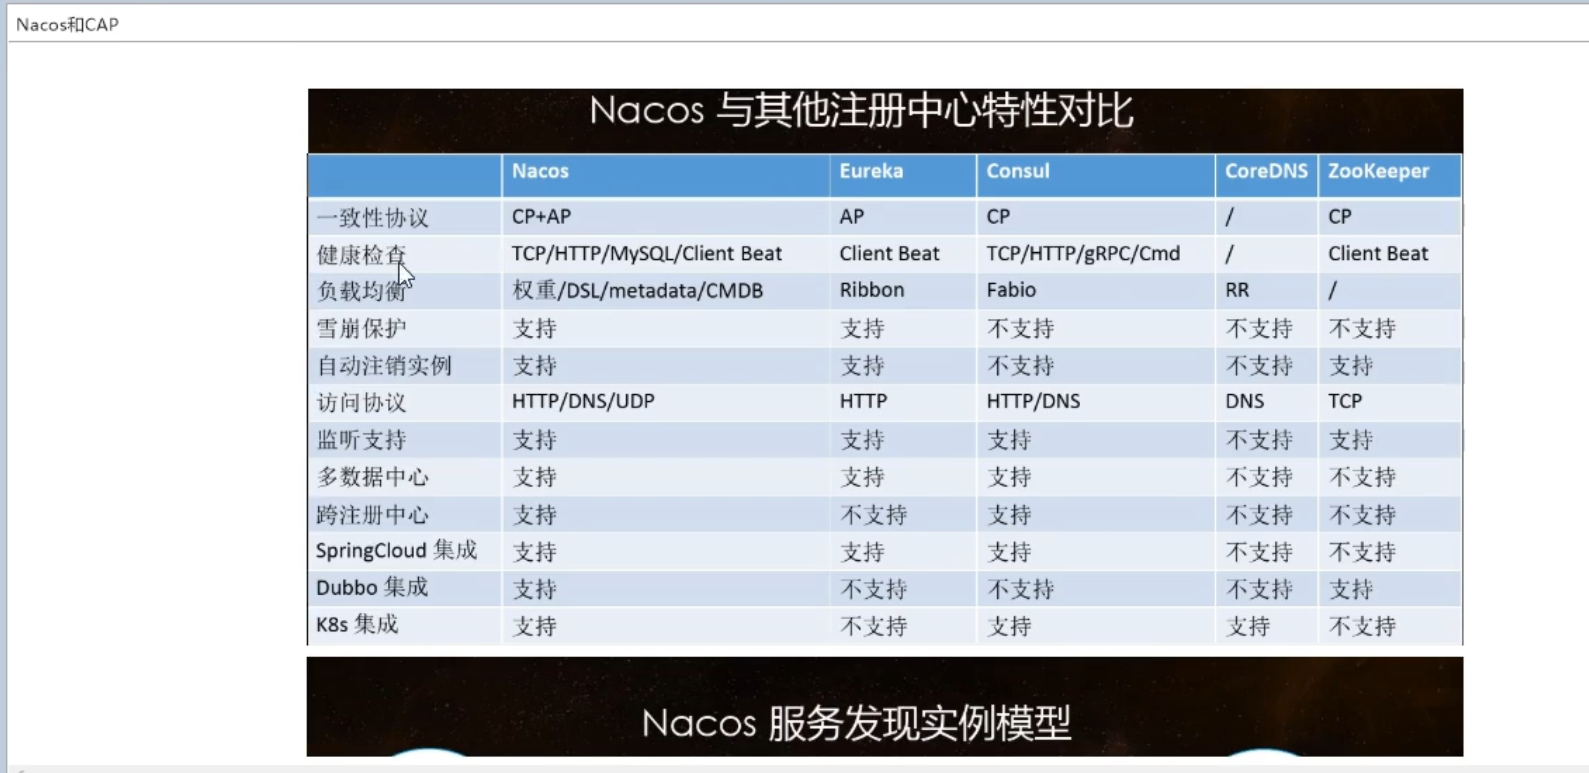 Nacos和CAP
Nacos 与其他注册中心特性对比
Nacos Eureka Consul CoreDNS ZooKeeper
一致性协议 CP+AP AP CP / CP
健康检查 TCP/HTTP/MySQL/Client Beat Client Beat TCP/HTTP/gRPC/Cmd / Client Beat
负载均衡 权重/DSL/metadata/CMDB Ribbon Fabio RR /
雪崩保护 支持 支持 不支持 不支持 不支持
自动注销实例 支持 支持 不支持 不支持 支持
访问协议 HTTP/DNS/UDP HTTP HTTP/DNS DNS TCP
监听支持 支持 支持 支持 不支持 支持
多数据中心 支持 支持 支持 不支持 不支持
跨注册中心 支持 不支持 支持 不支持 不支持
SpringCloud 集成 支持 支持 支持 不支持 不支持
Dubbo 集成 支持 不支持 不支持 不支持 支持
K8s 集成 支持 不支持 支持 支持 不支持
Nacos 服务发现实例模型